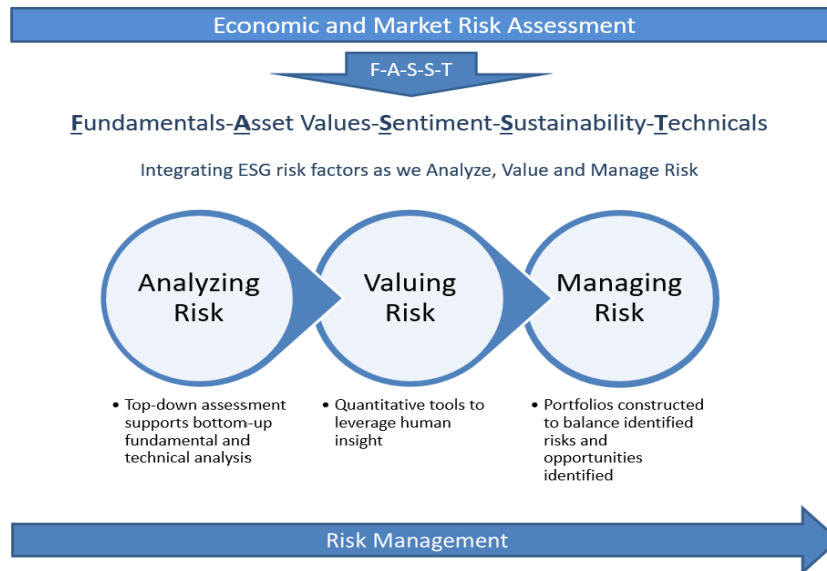 Economic and Market Risk Assessment
F-A-S-S-T
Fundamentals-Asset Values-Sentiment-Sustainability-Technicals
Integrating ESG risk factors as we Analyze, Value and Manage Risk
Analyzing
Risk
Valuing
Risk
Managing
Risk
• Top-down assessment
supports bottom-up
fundamental and
technical analysis
• Quantitative tools to
leverage human
insight
• Portfolios constructed
to balance identified
risks and
opportunities
identified
Risk Management